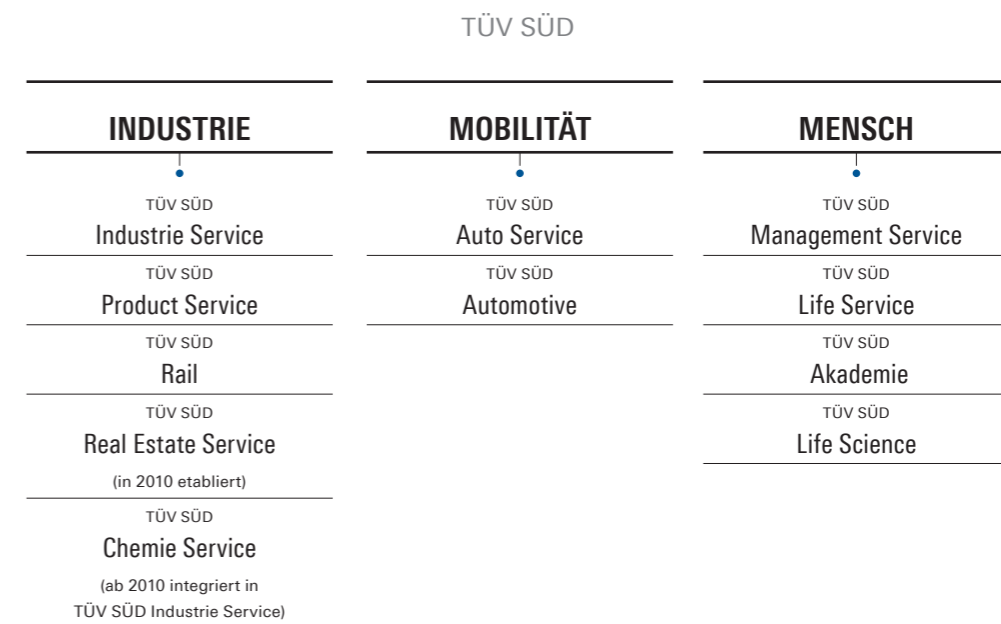 TÜV SÜD
INDUSTRIE
TÜV SÜD
Industrie Service
TÜV SÜD
Product Service
TÜV SÜD
Rail
TÜV SÜD
Real Estate Service
(in 2010 etabliert)
TÜV SÜD
Chemie Service
(ab 2010 integriert in
TÜV SÜD Industrie Service)
MOBILITÄT
TÜV SÜD
Auto Service
TÜV SÜD
Automotive
MENSCH
TÜV SÜD
Management Service
TÜV SÜD
Life Service
TÜV SÜD
Akademie
TÜV SÜD
Life Science